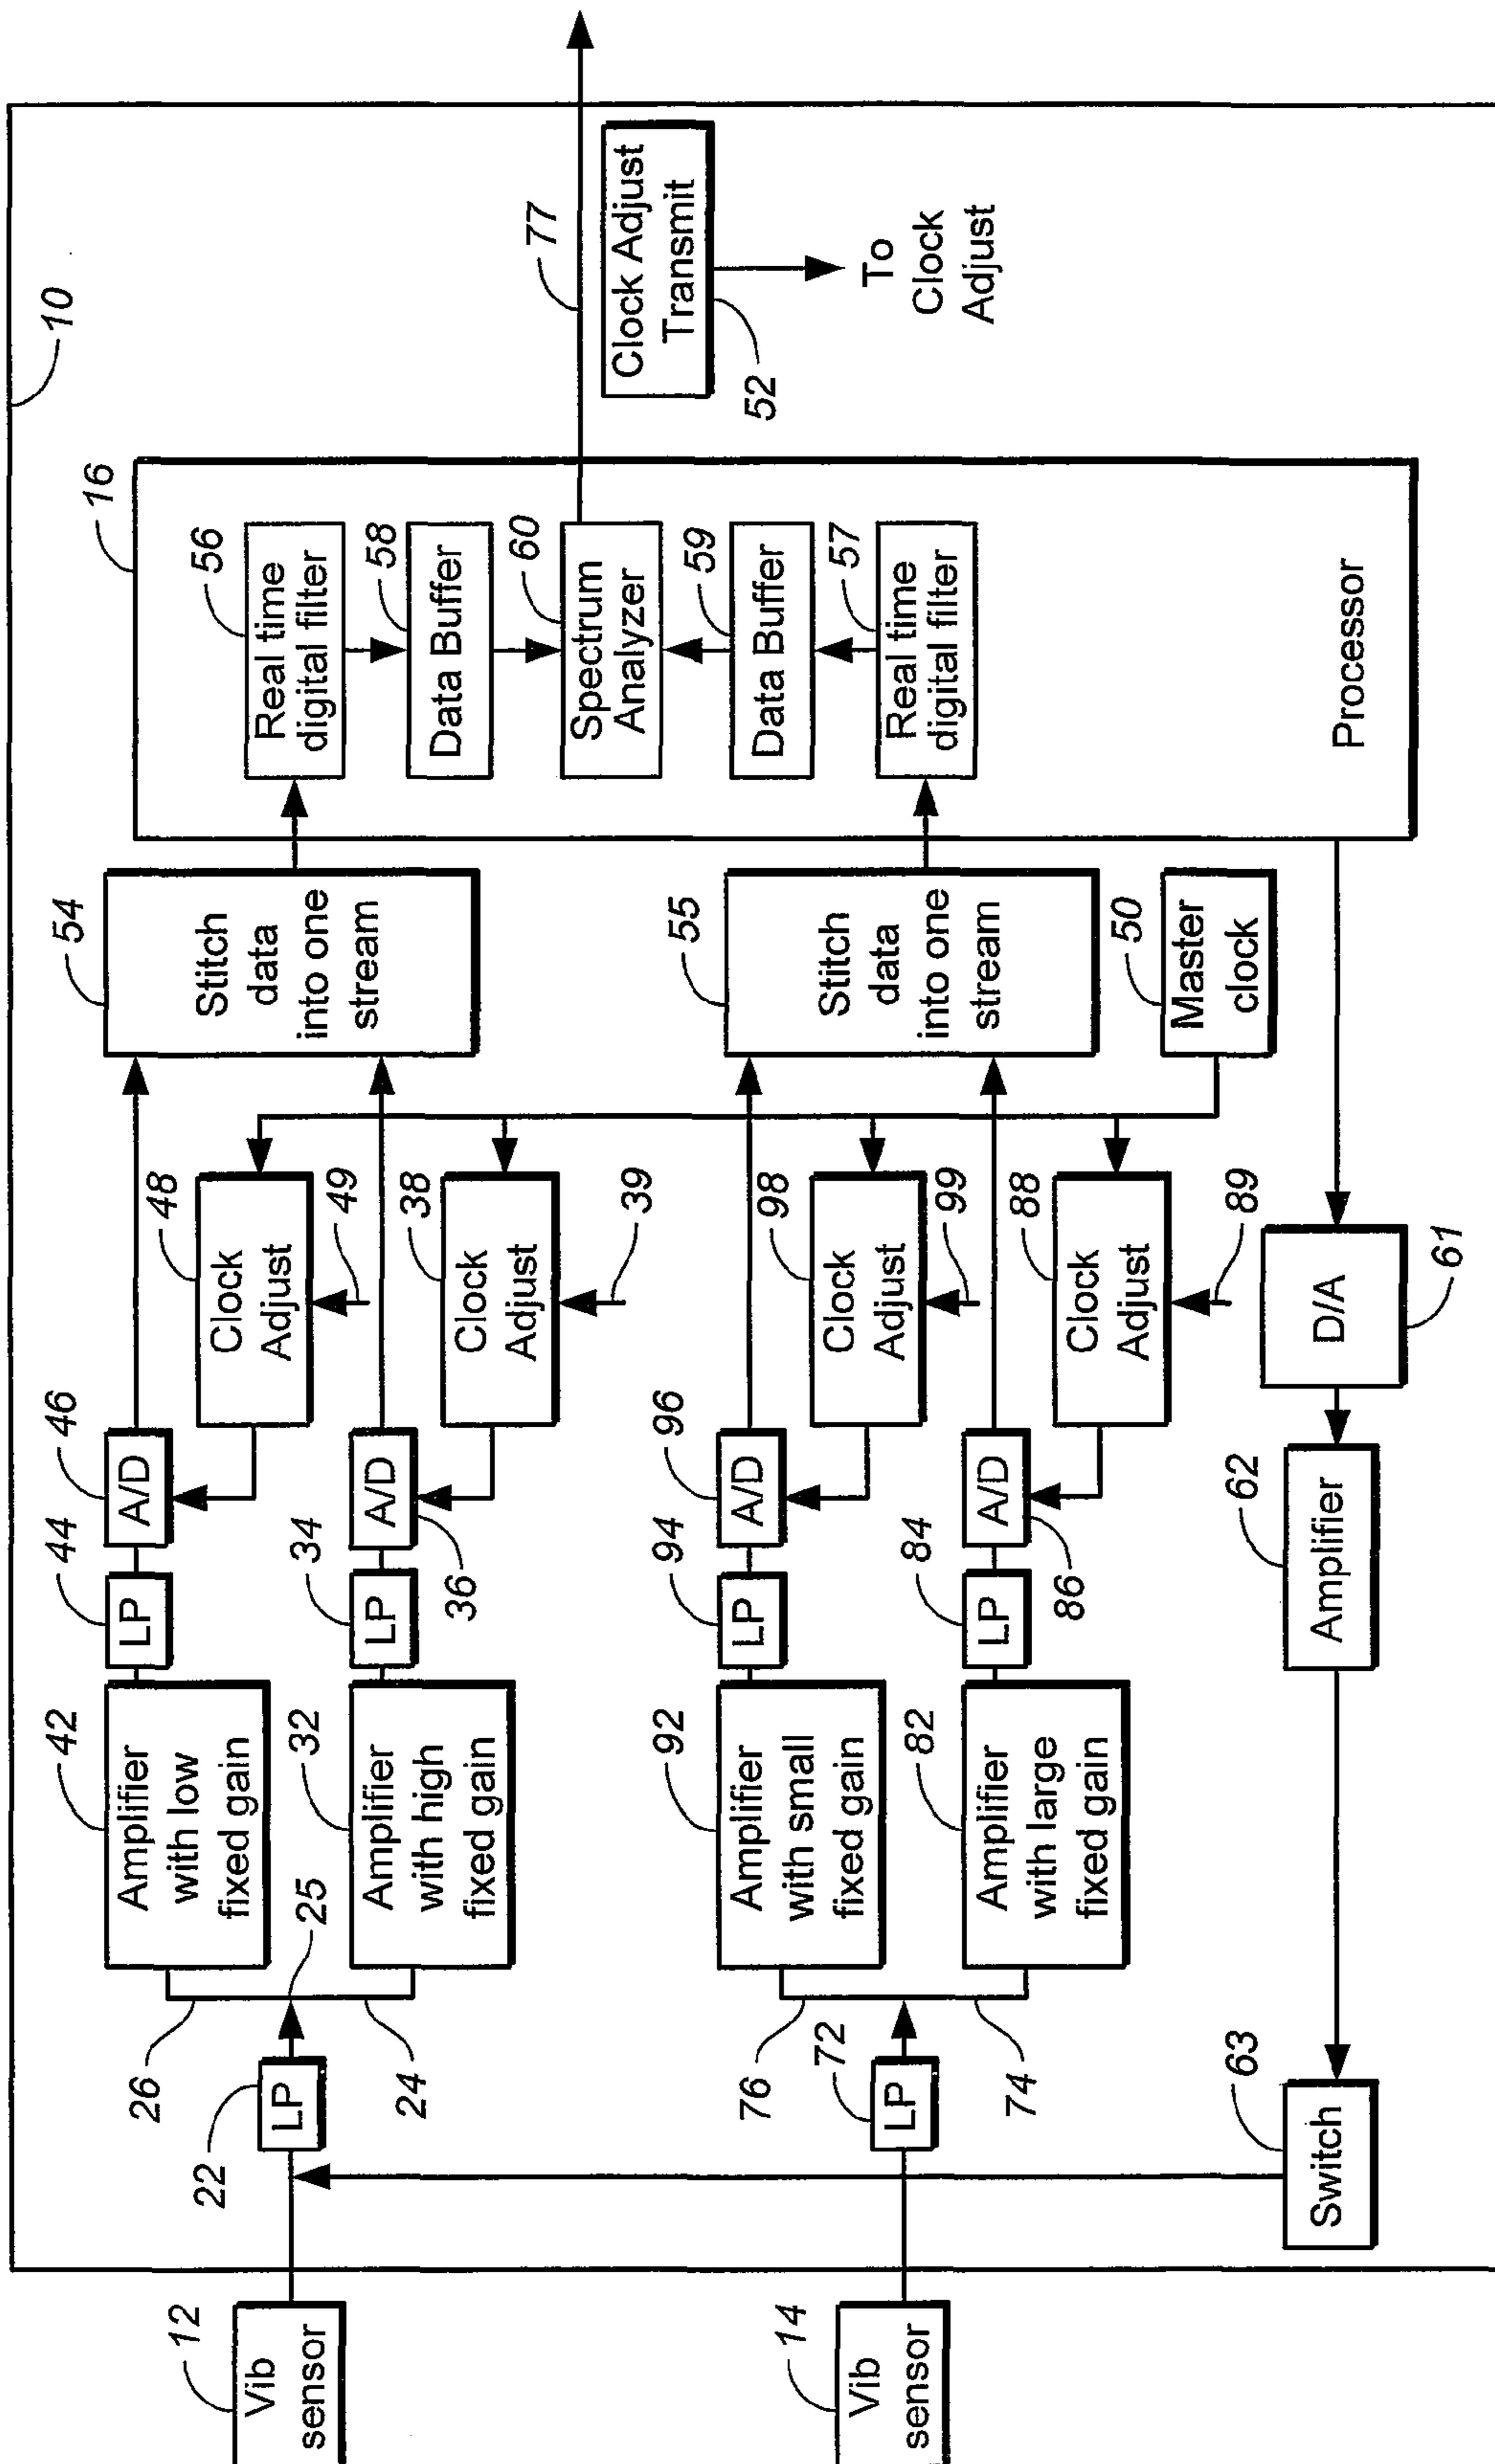 10
12
Vib
sensor
14
Vib
sensor
22
LP
26
25
24
42
Amplifier
with low
fixed gain
44
LP
46
A/D
32
Amplifier
with high
fixed gain
34
LP
36
A/D
48
Clock
Adjust
49
38
Clock
Adjust
39
54
Stitch
data
into one
stream
72
LP
76
74
92
Amplifier
with small
fixed gain
94
LP
96
A/D
82
Amplifier
with large
fixed gain
84
LP
86
A/D
98
Clock
Adjust
99
88
Clock
Adjust
89
55
Stitch
data
into one
stream
50
Master
clock
16
56
Real time
digital filter
58
Data Buffer
60
Spectrum
Analyzer
59
Data Buffer
57
Real time
digital filter
Processor
77
Clock Adjust
Transmit
52
To
Clock
Adjust
63
Switch
62
Amplifier
D/A
61